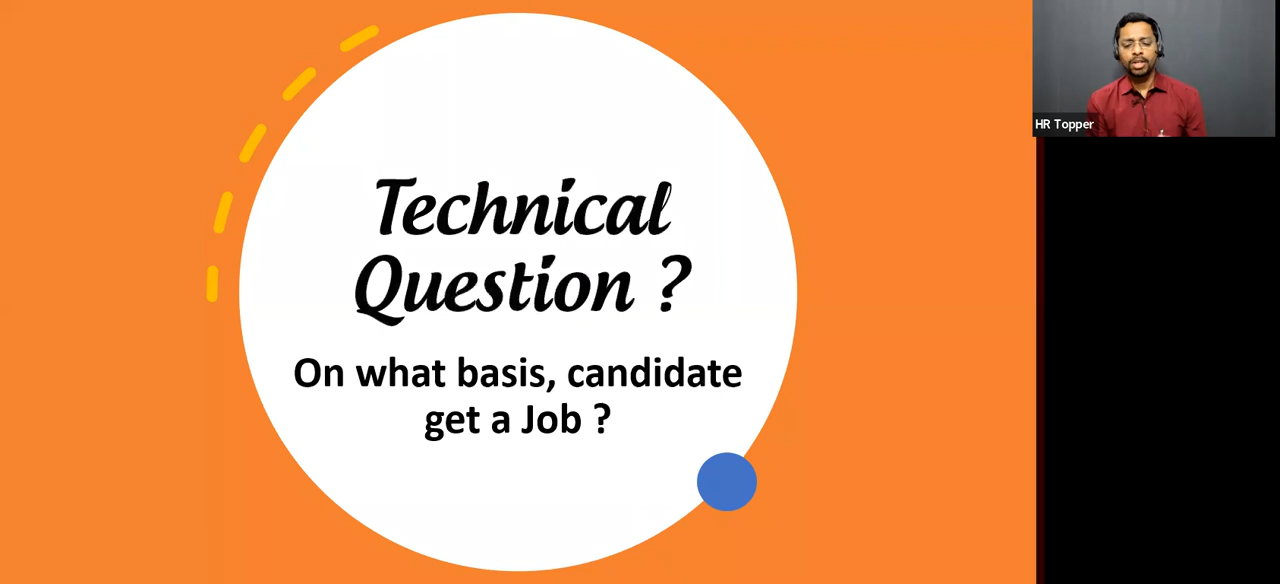 Technical
Question ?
On what basis, candidate
get a Job ?
HR Topper